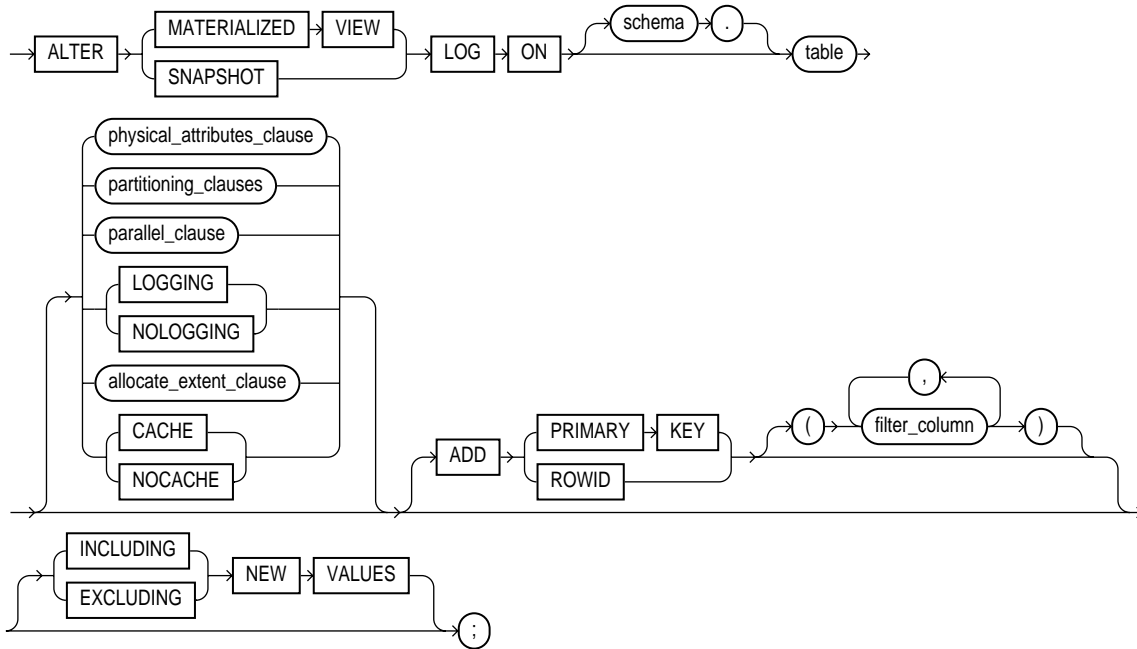 schema .
ALTER MATERIALIZED VIEW LOG ON table
SNAPSHOT
physical_attributes_clause
partitioning_clauses
parallel_clause
LOGGING
NOLOGGING
allocate_extent_clause
,
CACHE
ADD PRIMARY KEY ( filter_column )
NOCACHE
ROWID
INCLUDING
NEW VALUES
EXCLUDING
;